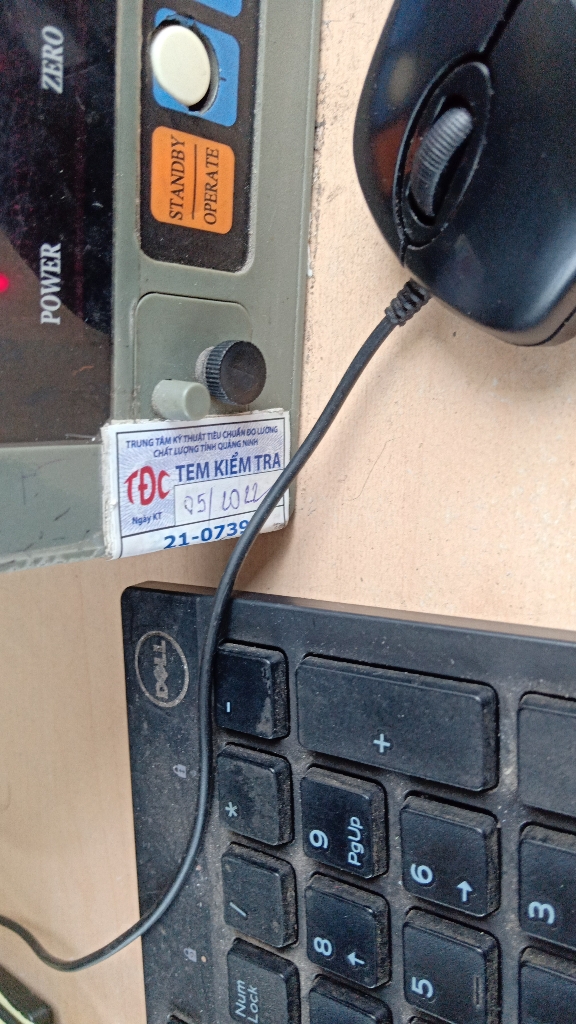 ZERO
POWER
STANDBY
OPERATE
TRUNG TÂM KỸ THUẬT TIÊU CHUẨN ĐO LƯỜNG
CHẤT LƯỢNG TỈNH QUẢNG NINH
TĐC
TEM KIỂM TRA
05/2022
Ngày KT
21-0739
DELL
-
+
*
9
PgUp
6
→
3
/
8
↑
5
Num
Lock